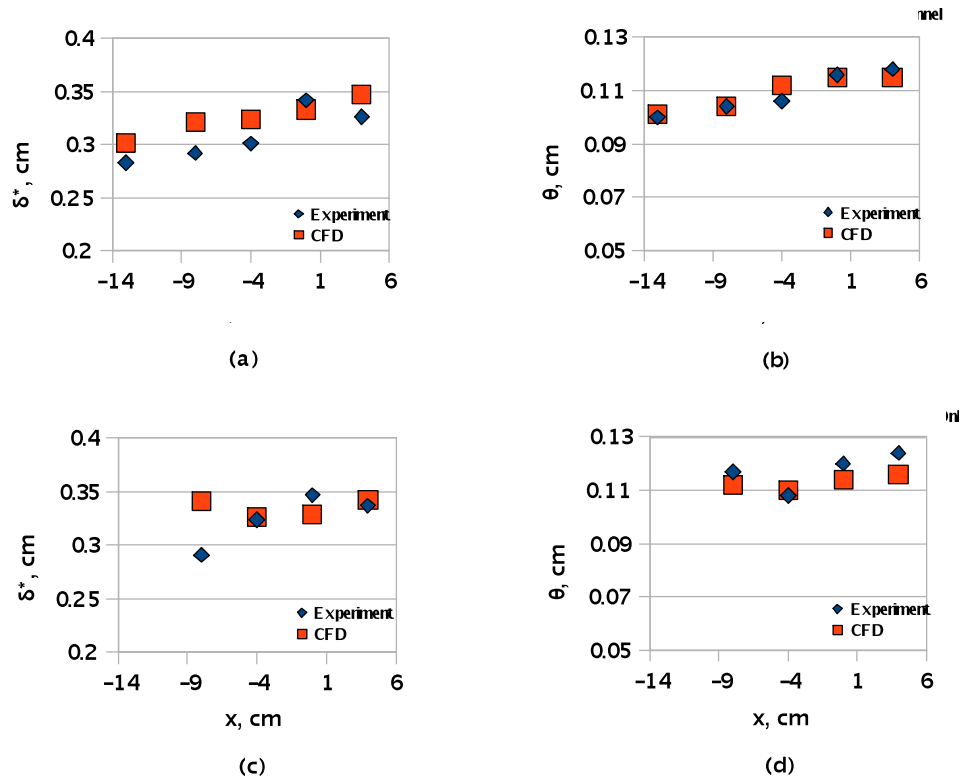 (a)
0.4
0.35
0.3
0.25
0.2
δ*, cm
Experiment
CFD
−14 −9 −4 1 6
(b)
nnel
0.13
0.11
0.09
0.07
0.05
θ, cm
Experiment
CFD
−14 −9 −4 1 6
(a)
(b)
0.4
0.35
0.3
0.25
0.2
δ*, cm
Experiment
CFD
−14 −9 −4 1 6
x, cm
(c)
0.13
0.11
0.09
0.07
0.05
θ, cm
Experiment
CFD
−14 −9 −4 1 6
x, cm
(d)